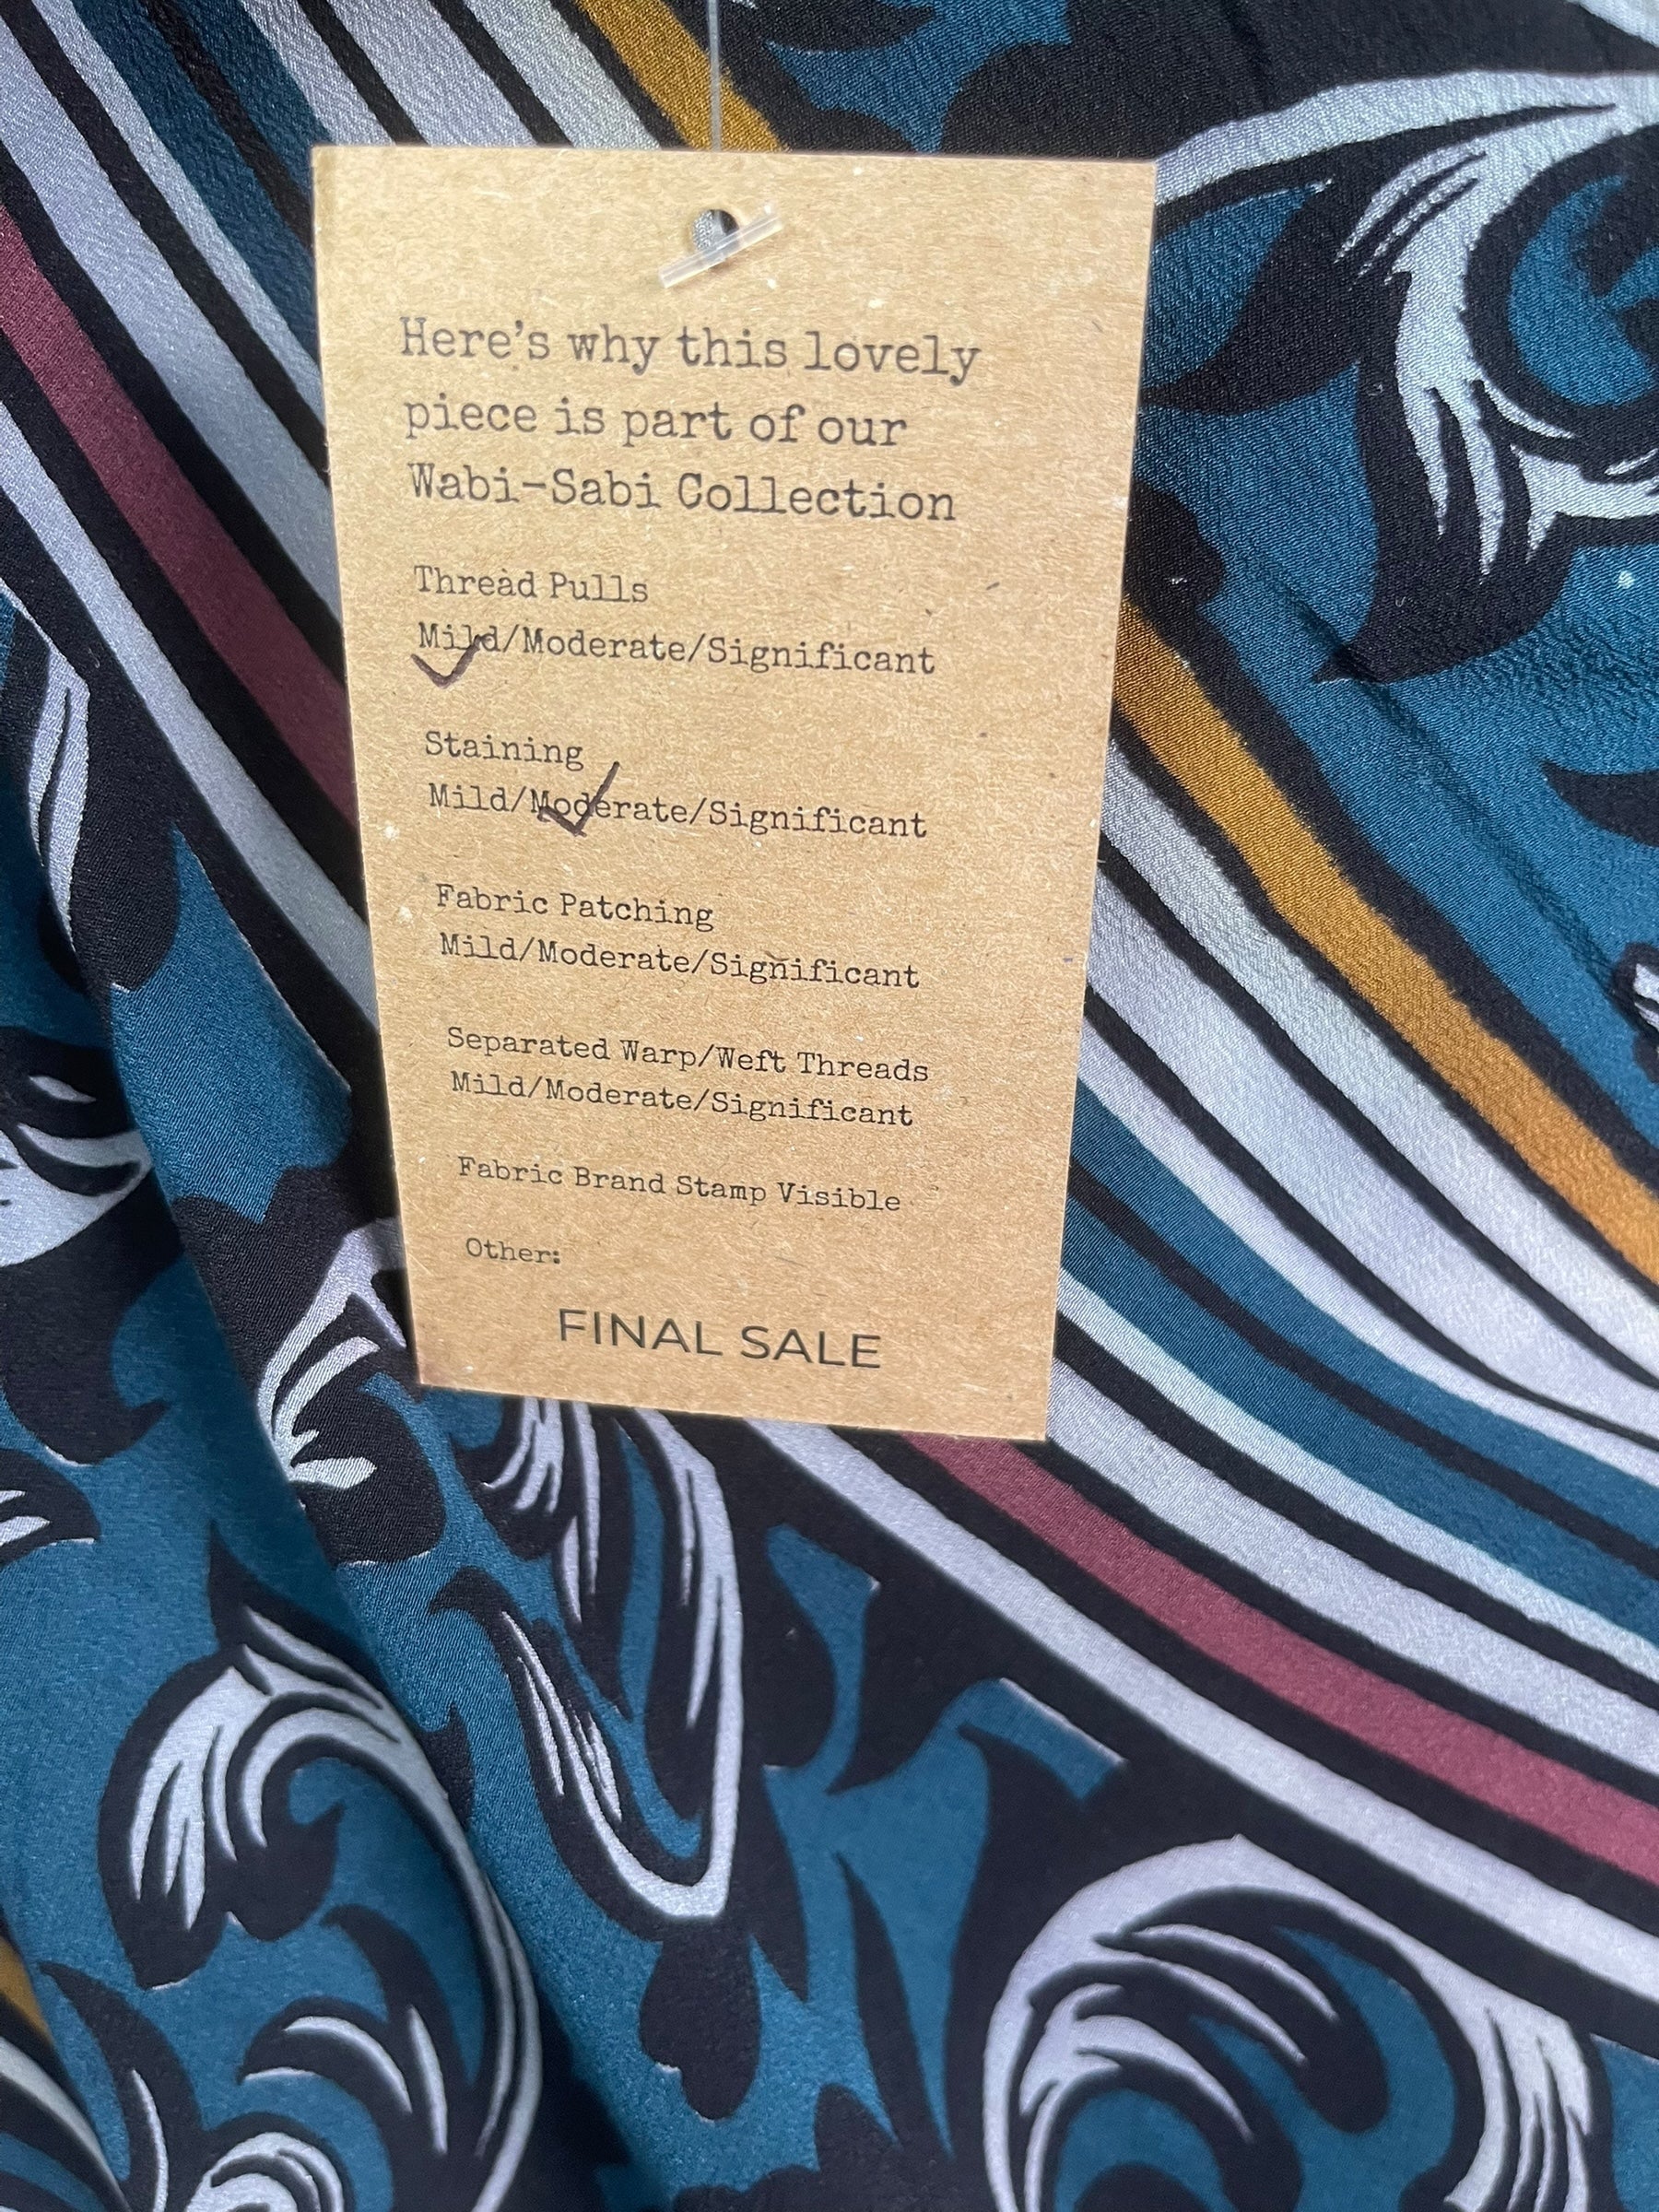 Here's why this lovely
piece is part of our
Wabi-Sabi Collection
Thread Pulls
Mild/Moderate/Significant
Staining
Mild/Moderate/Significant
Fabric Patching
Mild/Moderate/Significant
Separated Warp/Weft Threads
Mild/Moderate/Significant
Fabric Brand Stamp Visible
Other:
FINAL SALE